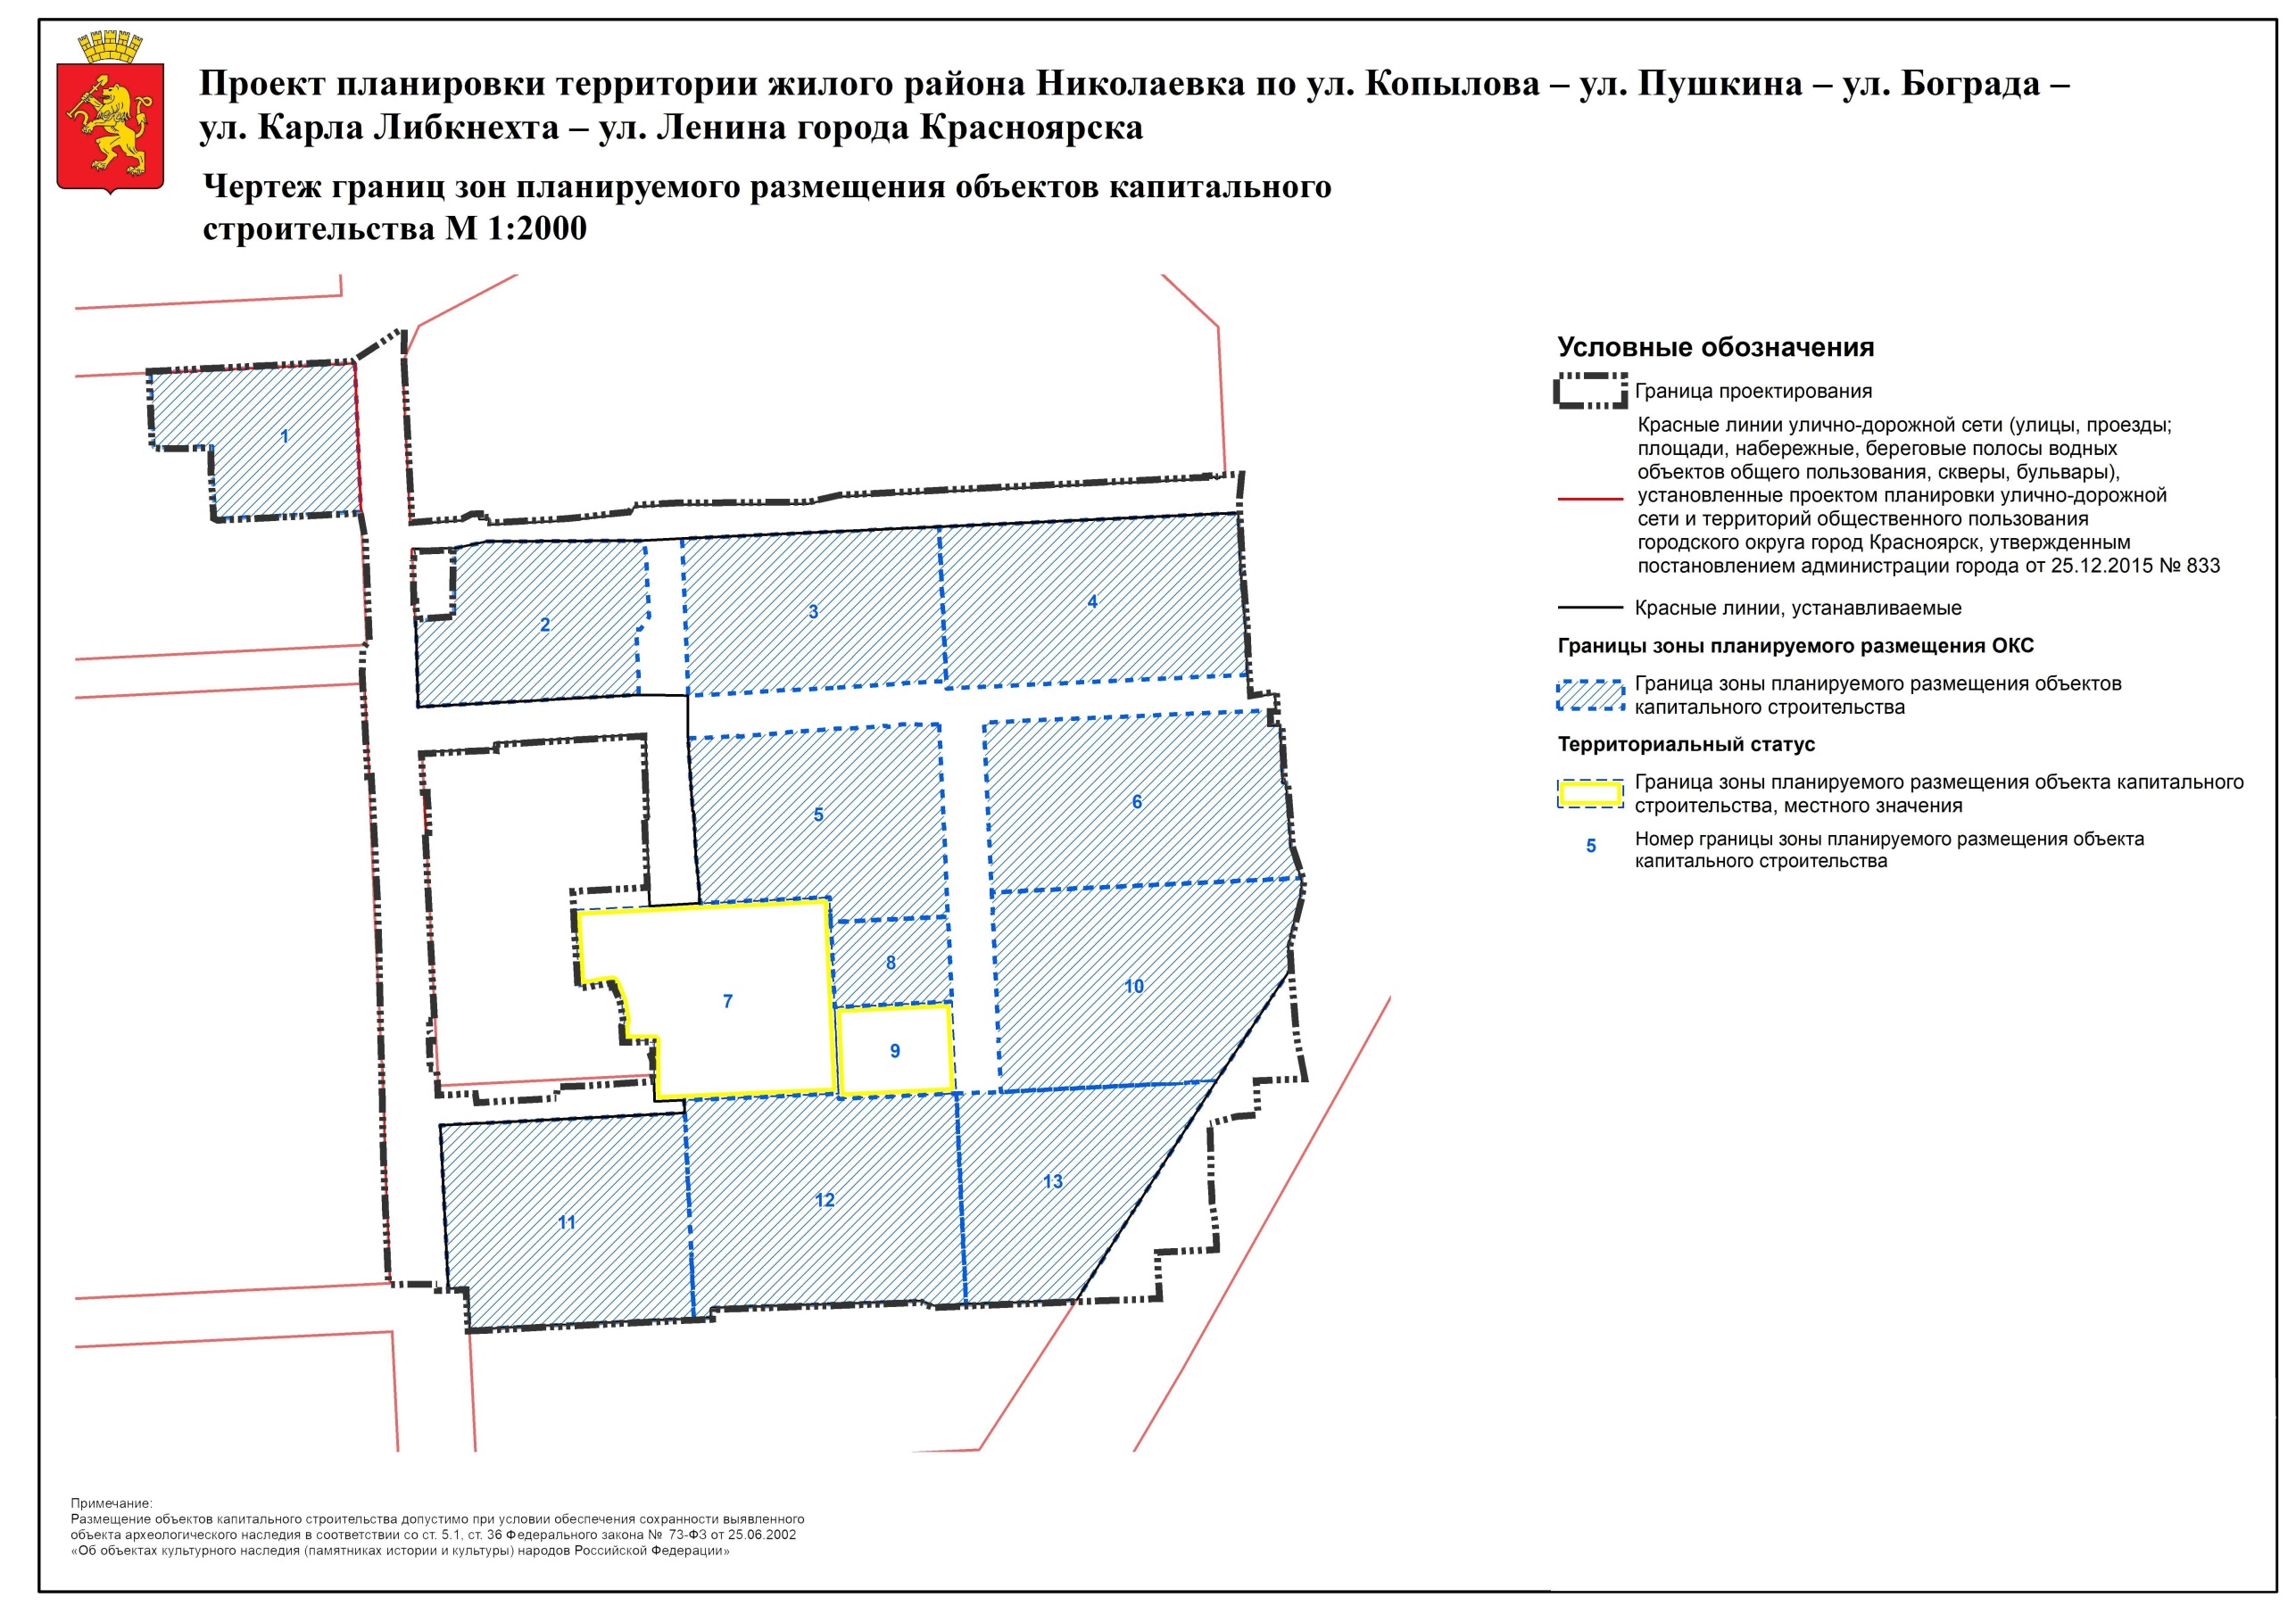 Проект планировки территории жилого района Николаевка по ул. Копылова – ул. Пушкина – ул. Бограда –
ул. Карла Либкнехта – ул. Ленина города Красноярска
Чертеж границ зон планируемого размещения объектов капитального
строительства М 1:2000
1
2
3
4
5
6
7
8
9
10
11
12
13
Условные обозначения
Граница проектирования
Красные линии улично-дорожной сети (улицы, проезды;
площади, набережные, береговые полосы водных
объектов общего пользования, скверы, бульвары),
установленные проектом планировки улично-дорожной
сети и территорий общественного пользования
городского округа город Красноярск, утвержденным
постановлением администрации города от 25.12.2015 № 833
Красные линии, устанавливаемые
Границы зоны планируемого размещения ОКС
Граница зоны планируемого размещения объектов
капитального строительства
Территориальный статус
Граница зоны планируемого размещения объекта капитального
строительства, местного значения
5
Номер границы зоны планируемого размещения объекта
капитального строительства
Примечание:
Размещение объектов капитального строительства допустимо при условии обеспечения сохранности выявленного
объекта археологического наследия в соответствии со ст. 5.1, ст. 36 Федерального закона № 73-ФЗ от 25.06.2002
«Об объектах культурного наследия (памятниках истории и культуры) народов Российской Федерации»